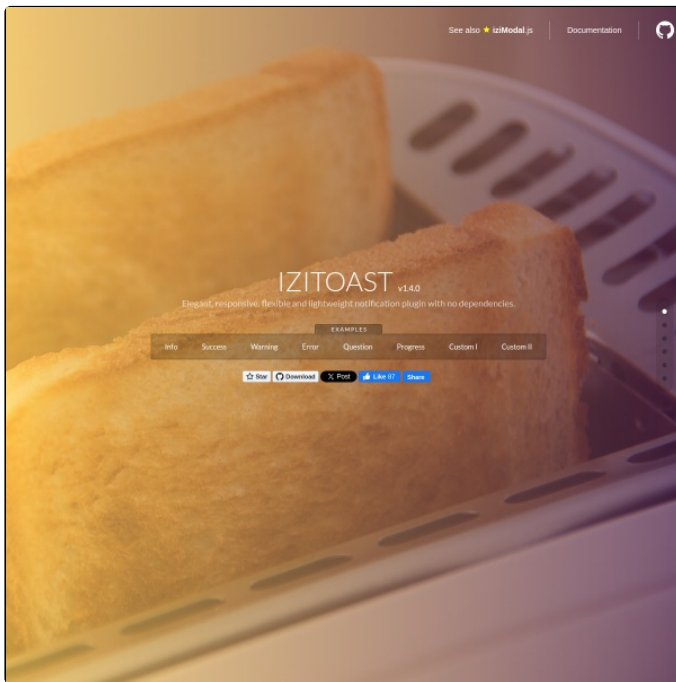 See also ★ iziModal.js
Documentation
IZITOAST v1.4.0
Elegant, responsive, flexible and lightweight notification plugin with no dependencies.
EXAMPLES
Info Success Warning Error Question Progress Custom I Custom II
Star Download X Post Like 97 Share